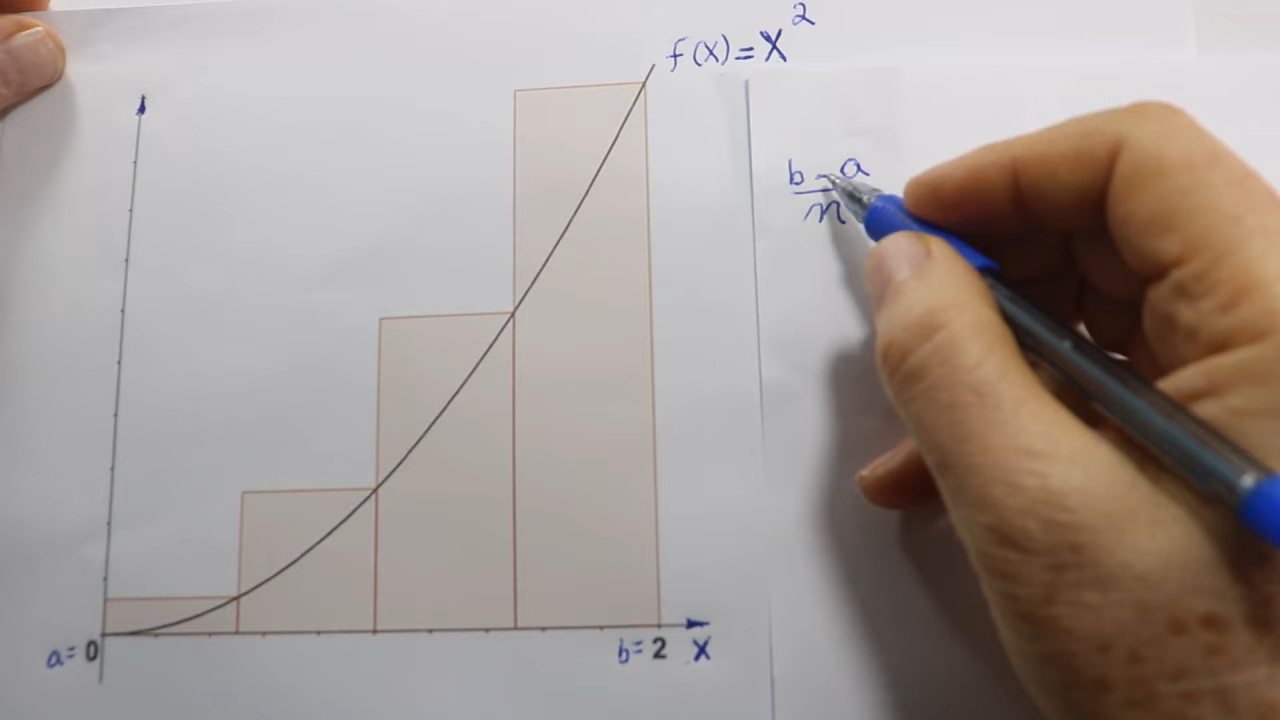 f(x)=x²
b-a
n
a=0
b=2 X